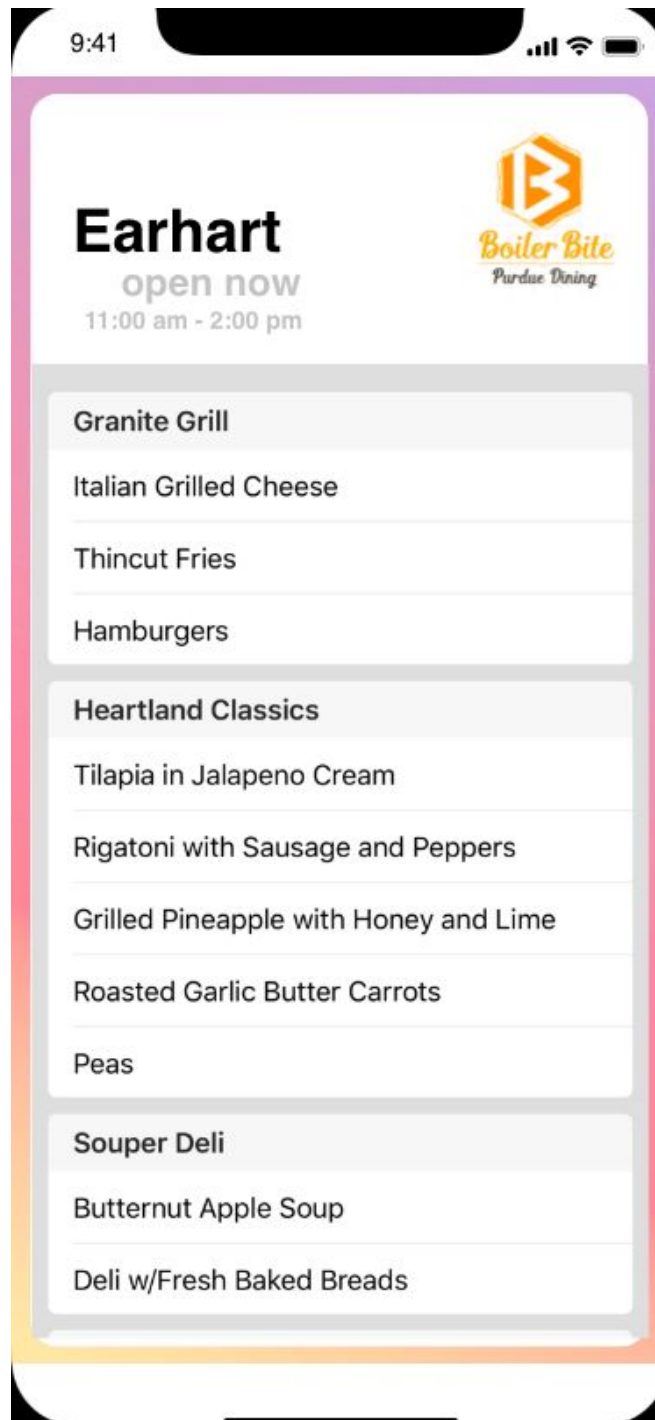 9:41
Earhart
open now
11:00 am - 2:00 pm
Boiler Bite
Purdue Dining
Granite Grill
Italian Grilled Cheese
Thincut Fries
Hamburgers
Heartland Classics
Tilapia in Jalapeno Cream
Rigatoni with Sausage and Peppers
Grilled Pineapple with Honey and Lime
Roasted Garlic Butter Carrots
Peas
Souper Deli
Butternut Apple Soup
Deli w/Fresh Baked Breads